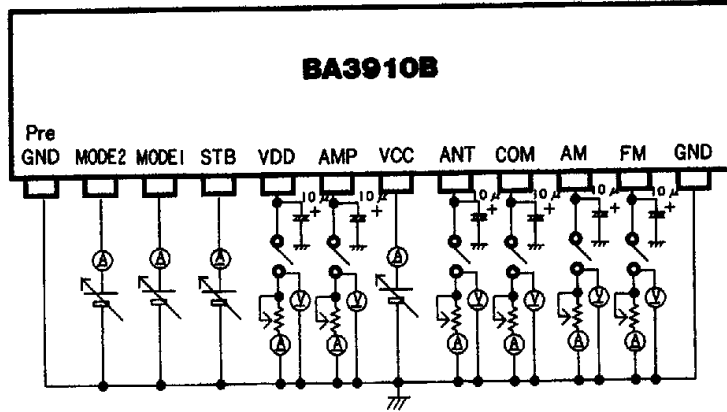 BA3910B
Pre
GND MODE2 MODE1 STB VDD AMP VCC ANT COM AM FM GND
10μ 10μ 10μ 10μ 10μ 10μ
+ + + + + +
A A A A V V V V V V
A A A A A A